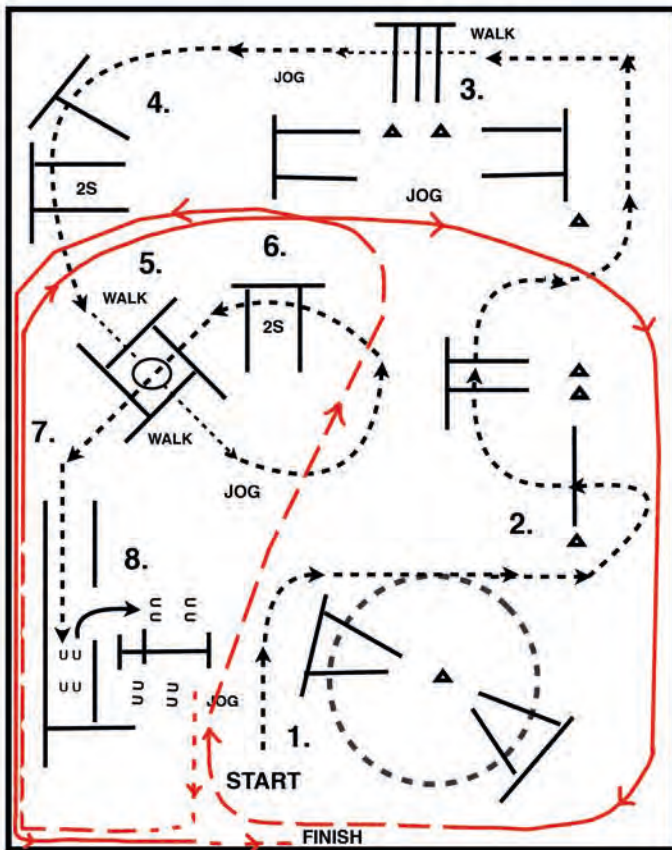 WALK
3.
4.
JOG
2S
JOG
6.
5.
WALK
2S
7.
WALK
JOG
2.
8.
JOG
1.
START
FINISH